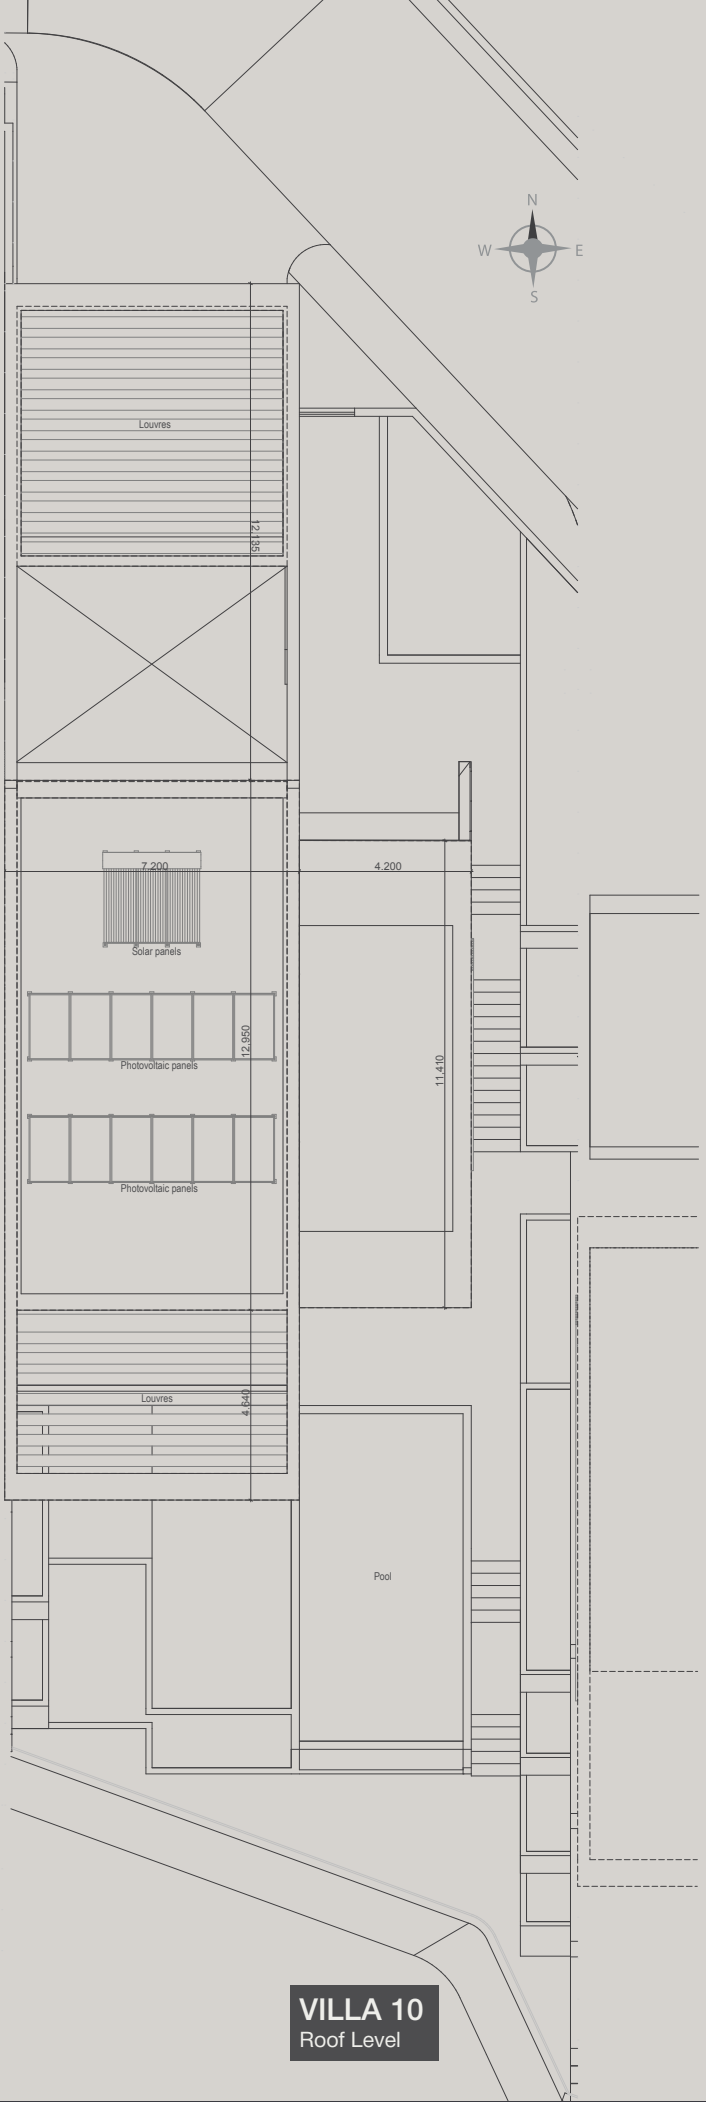 N
W E
S
Louvres
12,135
7.200
4.200
Solar panels
12,950
Photovoltaic panels
11,410
Photovoltaic panels
Louvres
4,640
Pool
VILLA 10
Roof Level